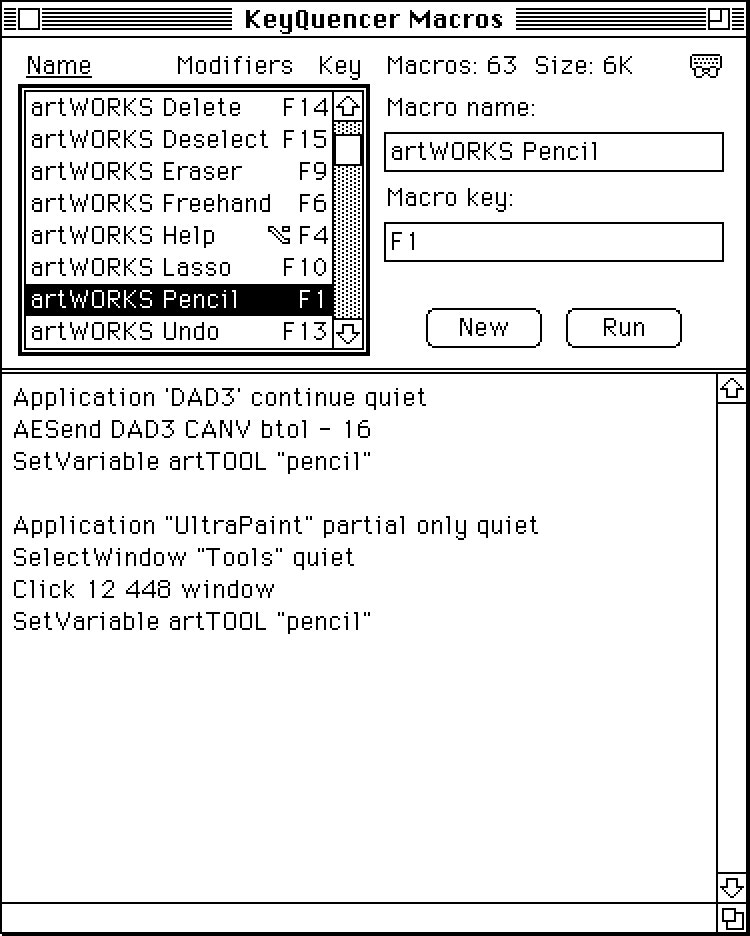 KeyQuencer Macros
Name Modifiers Key Macros: 63 Size: 6K
artWORKS Delete F14
artWORKS Deselect F15
artWORKS Eraser F9
artWORKS Freehand F6
artWORKS Help ⌥ F4
artWORKS Lasso F10
artWORKS Pencil F1
artWORKS Undo F13
Macro name:
artWORKS Pencil
Macro key:
F1
New Run
Application 'DAD3' continue quiet
AESend DAD3 CANV btol - 16
SetVariable artTOOL "pencil"
Application "UltraPaint" partial only quiet
SelectWindow "Tools" quiet
Click 12 448 window
SetVariable artTOOL "pencil"